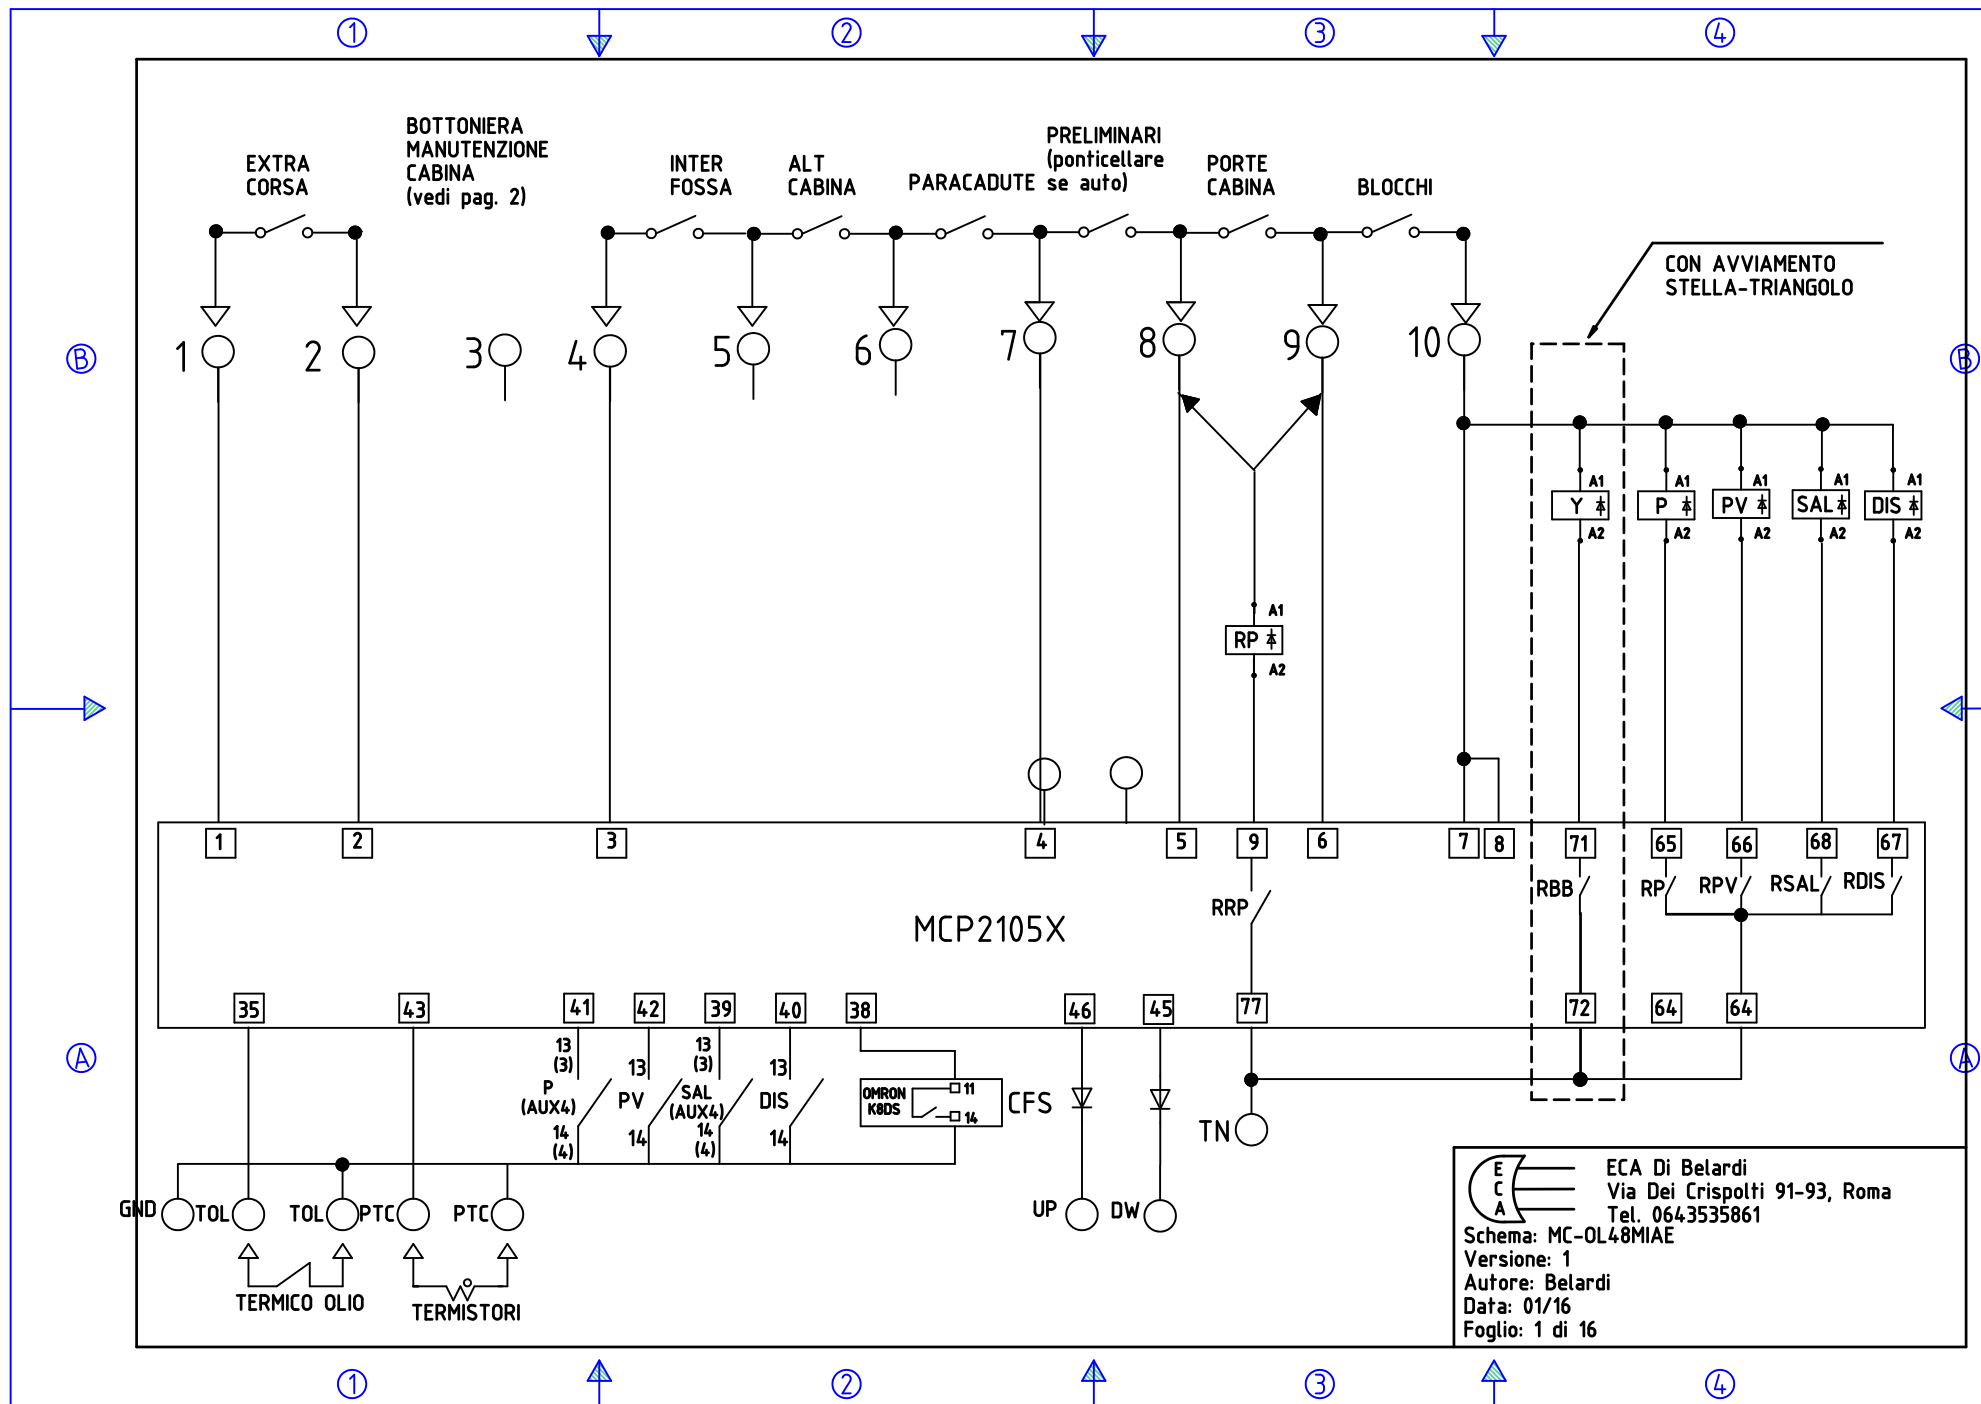 1
2
3
4
EXTRA
CORSA
BOTTONIERA
MANUTENZIONE
CABINA
(vedi pag. 2)
INTER
FOSSA
ALT
CABINA
PARACADUTE
PRELIMINARI
(ponticellare
se auto)
PORTE
CABINA
BLOCCHI
CON AVVIAMENTO
STELLA-TRIANGOLO
1
2
3
4
5
6
7
8
9
10
B
B
A1
A1
A1
A1
A1
Y
P
PV
SAL
DIS
A2
A2
A2
A2
A2
A1
RP
A2
1
2
3
4
5
9
6
7
8
71
65
66
68
67
RRP
RBB
RP
RPV
RSAL
RDIS
MCP2105X
35
43
41
42
39
40
38
46
45
77
72
64
64
A
A
13
(3)
P
(AUX4)
14
(4)
13
PV
14
13
(3)
SAL
(AUX4)
14
(4)
13
DIS
14
OMRON
K8DS
11
14
CFS
TN
GND
TOL
TOL
PTC
PTC
UP
DW
TERMICO OLIO
TERMISTORI
E
C
A
ECA Di Belardi
Via Dei Crispolti 91-93, Roma
Tel. 0643535861
Schema: MC-OL48MIAE
Versione: 1
Autore: Belardi
Data: 01/16
Foglio: 1 di 16
1
2
3
4